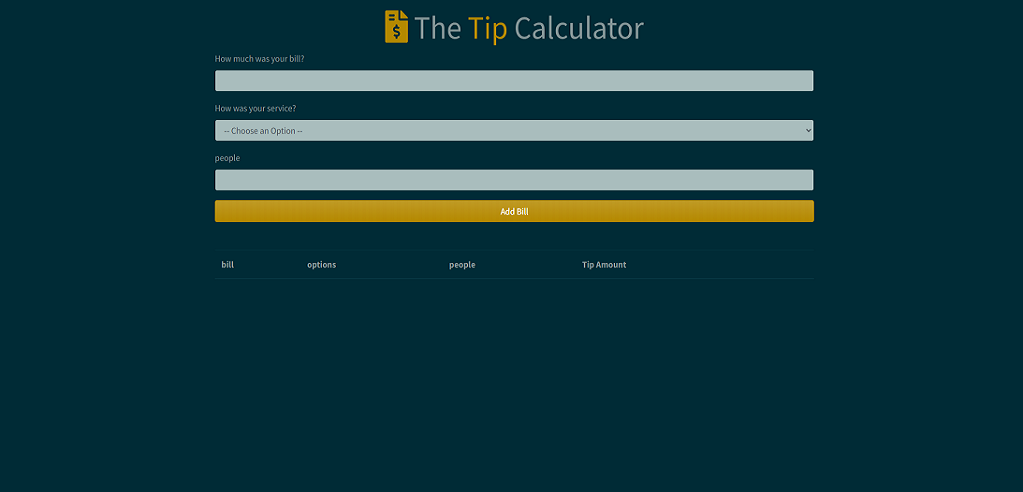 The Tip Calculator
How much was your bill?
How was your service?
-- Choose an Option --
people
Add Bill
bill options people Tip Amount